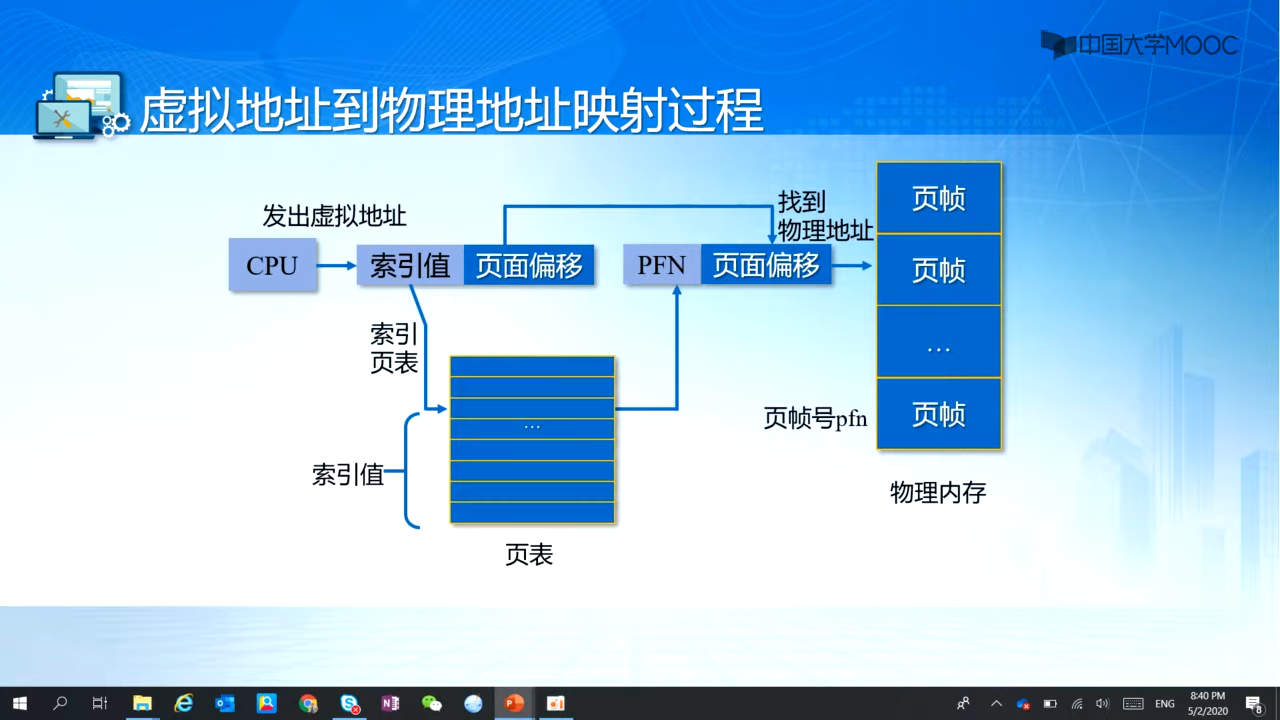 中国大学MOOC
虚拟地址到物理地址映射过程
发出虚拟地址
CPU
索引值
页面偏移
PFN
页面偏移
找到
物理地址
索引
页表
…
索引值
页表
页帧
页帧
…
页帧
页帧号pfn
物理内存
ENG
8:40 PM
5/2/2020
8